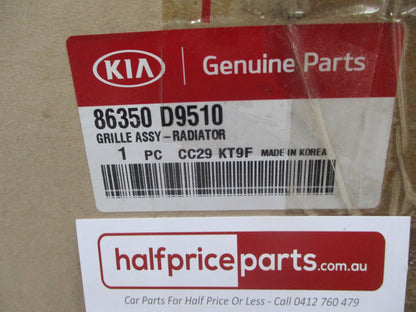 KIA Genuine Parts
86350 D9510
GRILLE ASSY-RADIATOR
1 PC CC29 KT9F MADE IN KOREA
halfpriceparts.com.au
Car Parts For Half Price Or Less - Call 0412 760 479